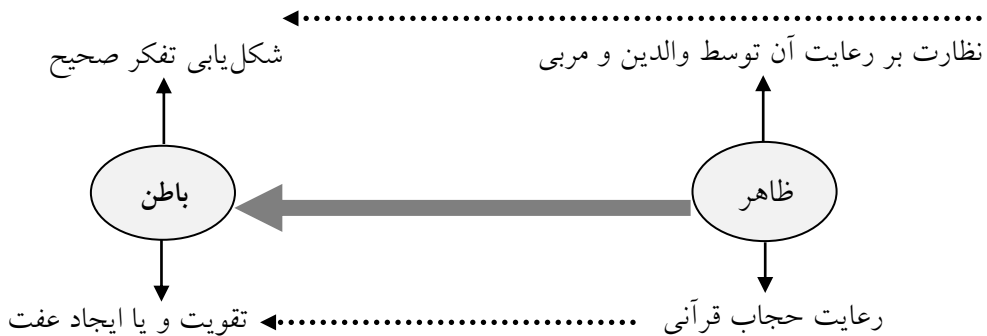 نظارت بر رعایت آن توسط والدین و مربی
شکل‌یابی تفکر صحیح
ظاهر
باطن
رعایت حجاب قرآنی
تقویت و یا ایجاد عفت